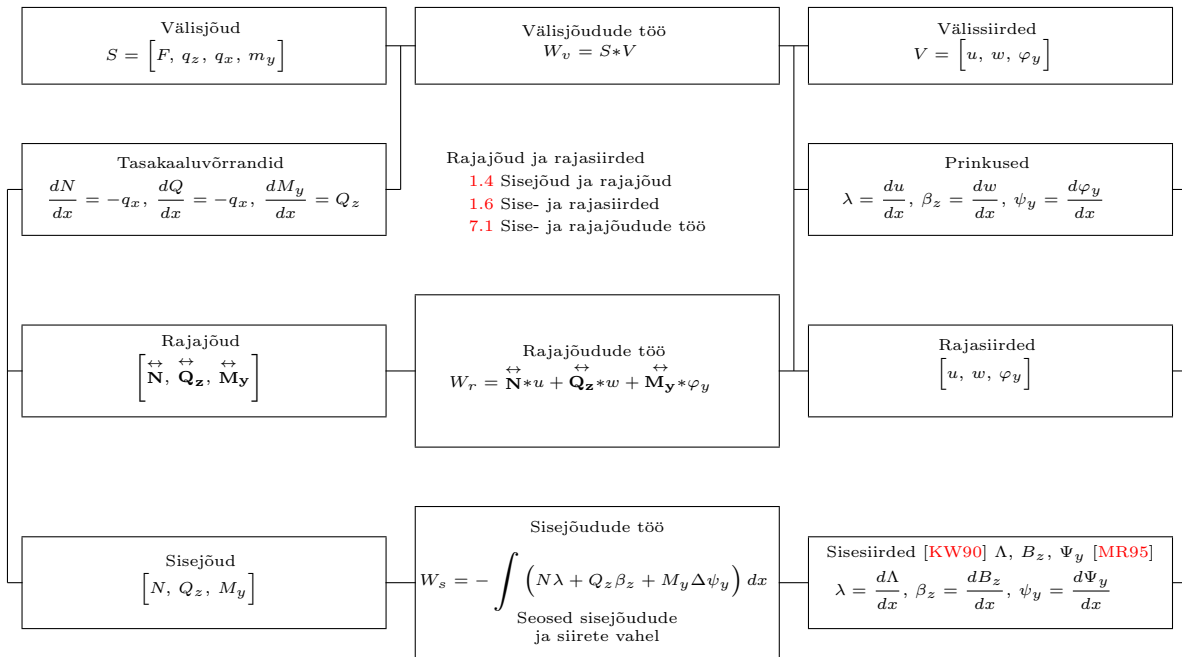 Välisjõud
S = [F, q_z, q_x, m_y]
Välisjõudude töö
W_v = S*V
Välissiirded
V = [u, w, φ_y]
Tasakaaluvõrrandid
dN/dx = −q_x, dQ/dx = −q_x, dM_y/dx = Q_z
Rajajõud ja rajasiirded
1.4 Sisejõud ja rajajõud
1.6 Sise- ja rajasiirded
7.1 Sise- ja rajajõudude töö
Prinkused
λ = du/dx, β_z = dw/dx, ψ_y = dφ_y/dx
Rajajõud
[N↔, Q_z↔, M_y↔]
Rajajõudude töö
W_r = N↔*u + Q_z↔*w + M_y↔*φ_y
Rajasiirded
[u, w, φ_y]
Sisejõud
[N, Q_z, M_y]
Sisejõudude töö
W_s = − ∫ (Nλ + Q_zβ_z + M_yΔψ_y) dx
Seosed sisejõudude
ja siirete vahel
Sisesiirded [KW90] Λ, B_z, Ψ_y [MR95]
λ = dΛ/dx, β_z = dB_z/dx, ψ_y = dΨ_y/dx